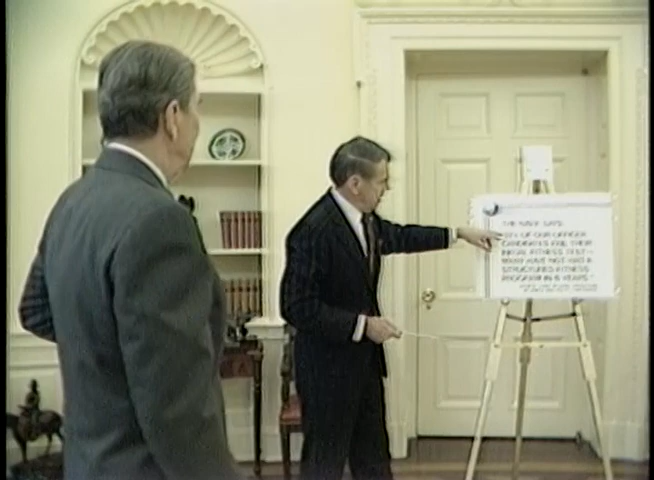 "THE NAVY SAYS:
OF OUR OFFICER
CANDIDATES FAIL THEIR
INITIAL FITNESS TEST —
MANY HAVE NOT HAD A
STRUCTURED FITNESS
PROGRAM IN 6 YEARS."